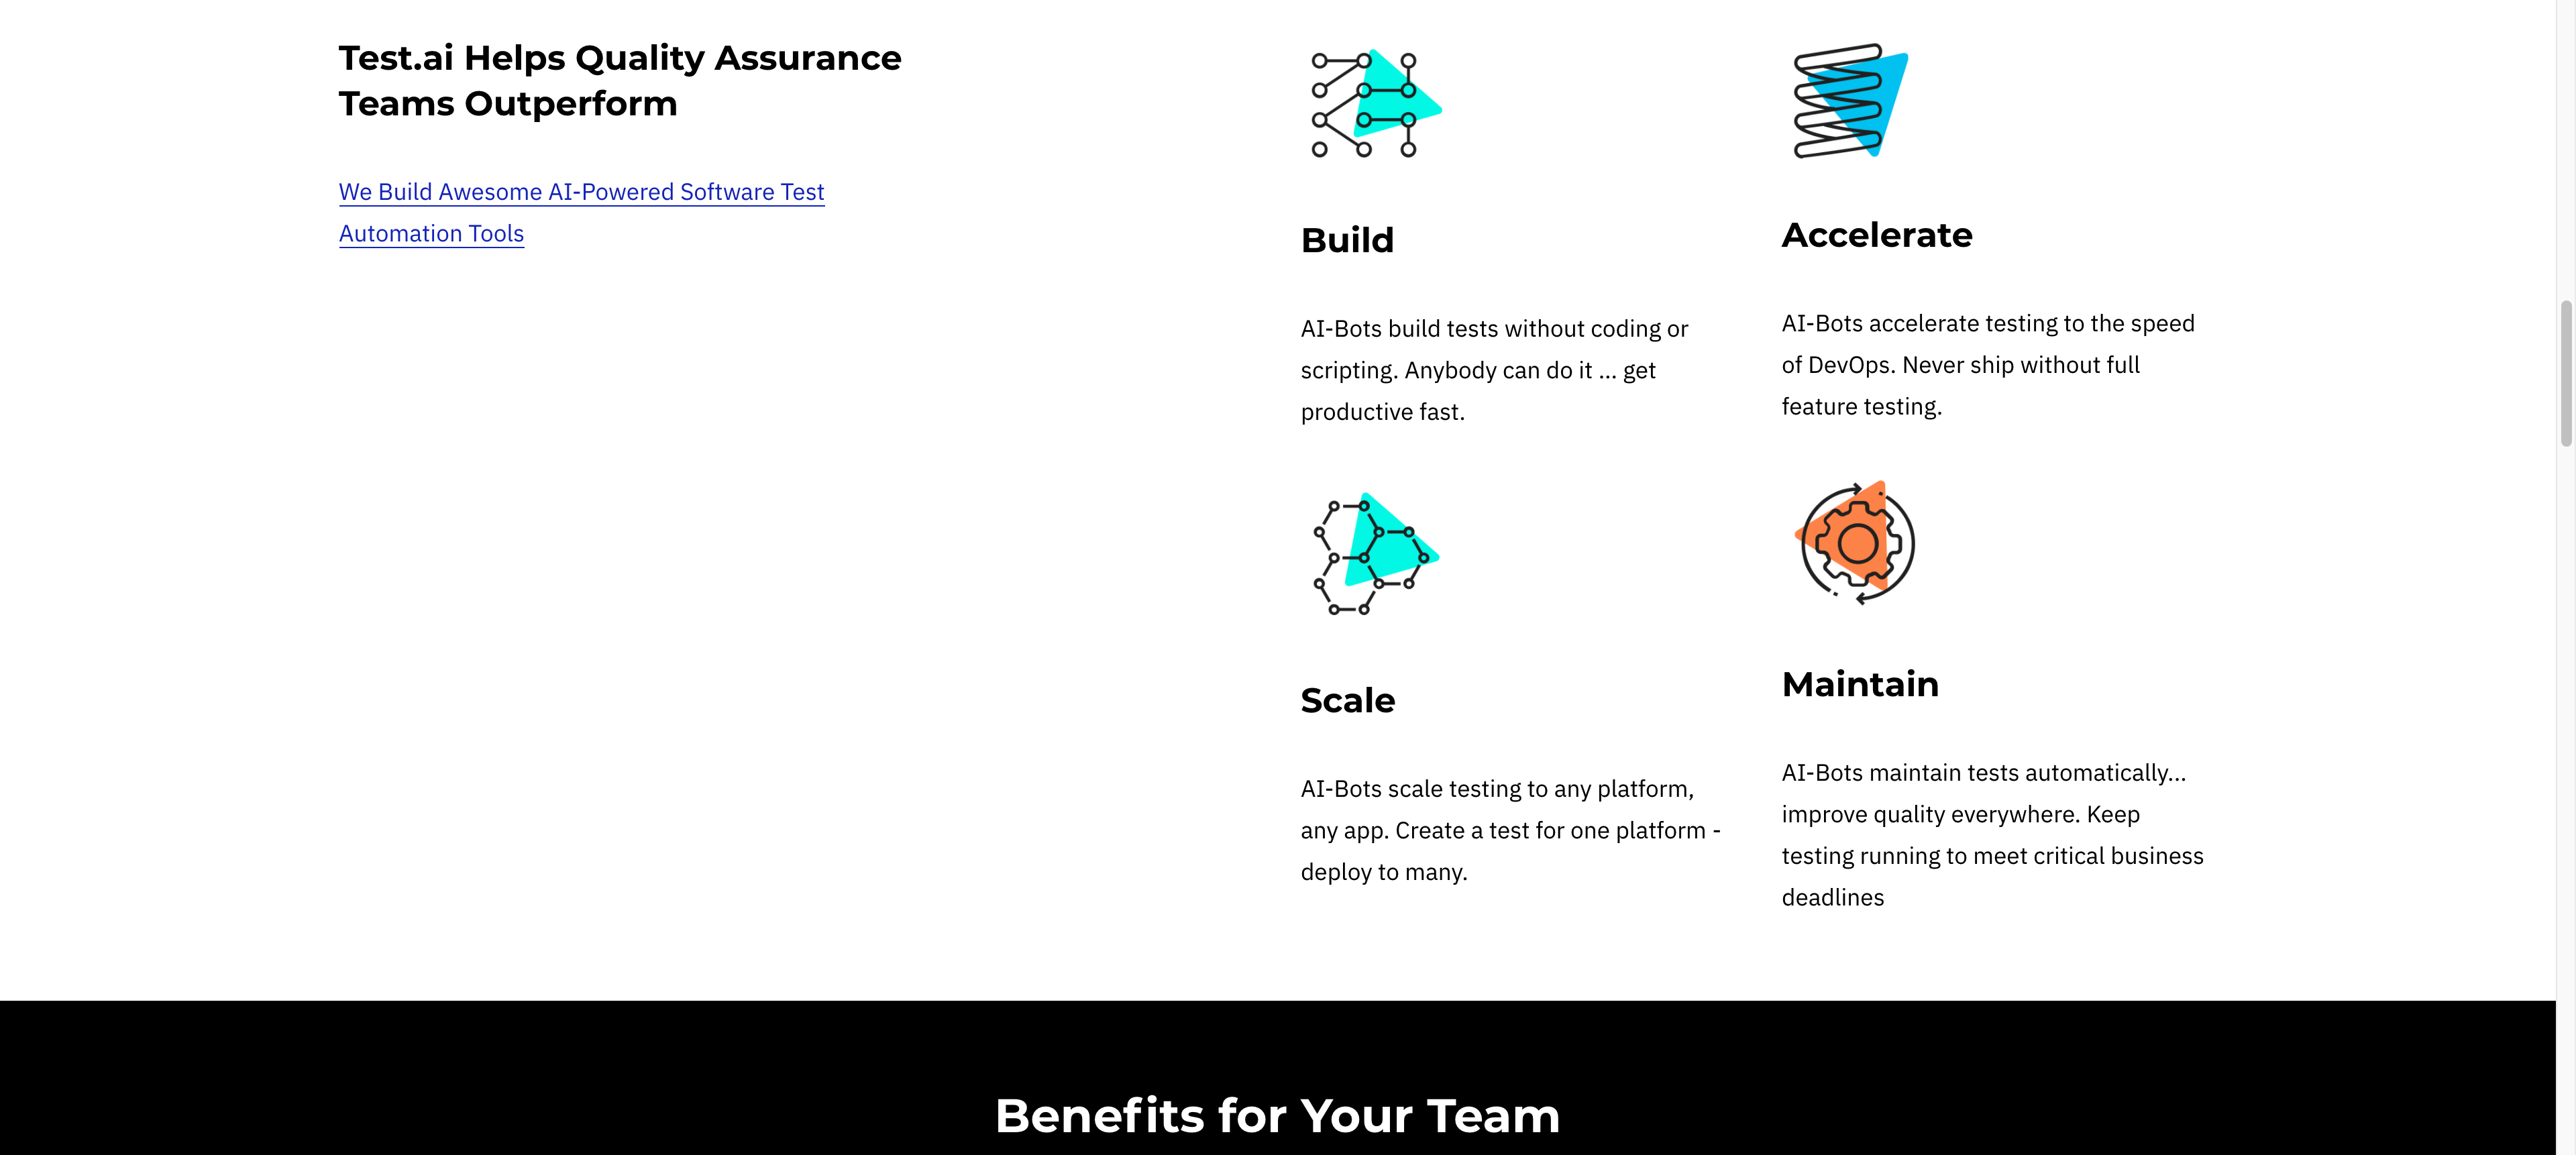 Test.ai Helps Quality Assurance
Teams Outperform
We Build Awesome AI-Powered Software Test
Automation Tools
Build
AI-Bots build tests without coding or
scripting. Anybody can do it ... get
productive fast.
Accelerate
AI-Bots accelerate testing to the speed
of DevOps. Never ship without full
feature testing.
Scale
AI-Bots scale testing to any platform,
any app. Create a test for one platform -
deploy to many.
Maintain
AI-Bots maintain tests automatically...
improve quality everywhere. Keep
testing running to meet critical business
deadlines
Benefits for Your Team